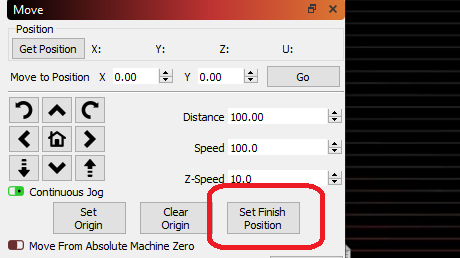 Move
Position
Get Position X: Y: Z: U:
Move to Position X 0.00 Y 0.00 Go
Distance 100.00
Speed 100.0
Z-Speed 10.0
Continuous Jog
Set Origin Clear Origin Set Finish Position
Move From Absolute Machine Zero